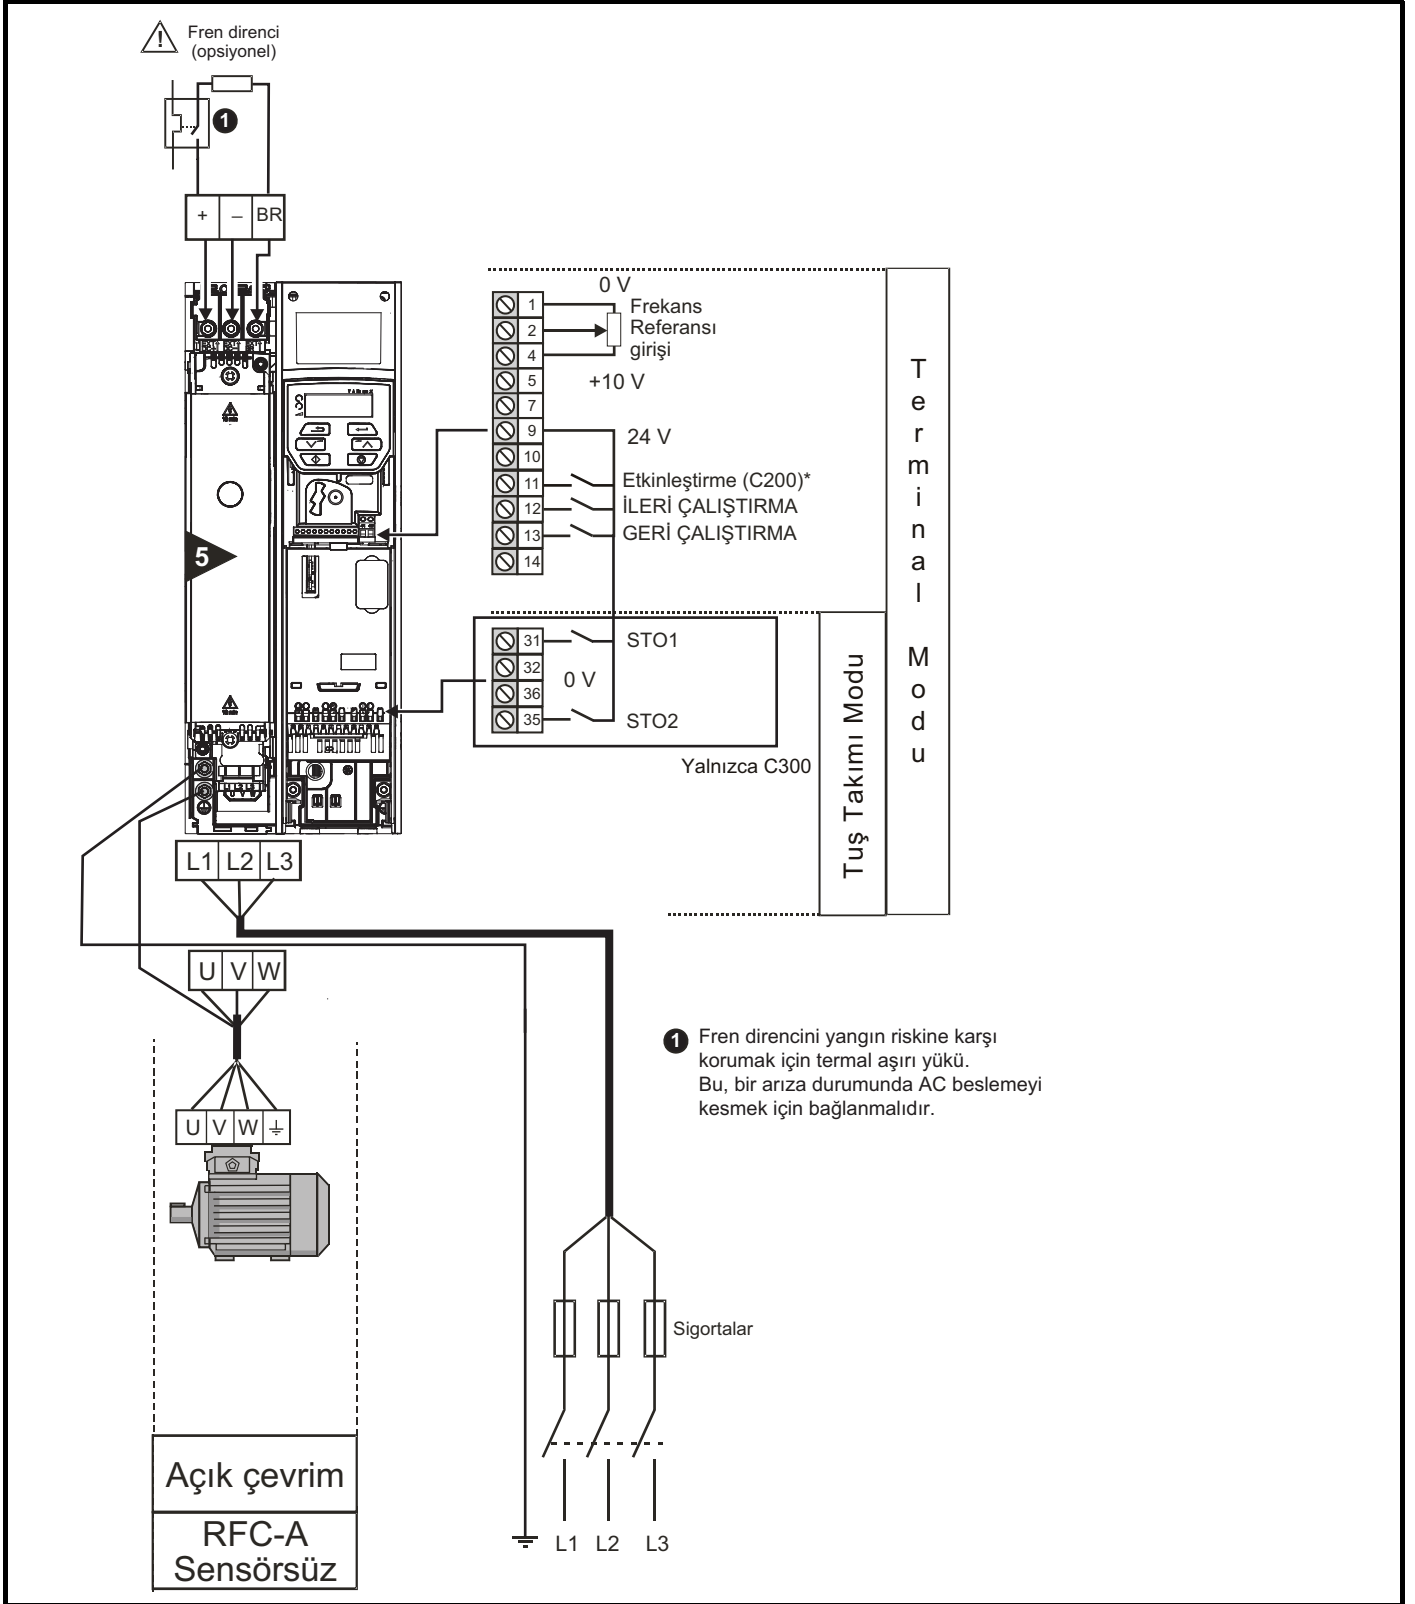 Fren direnci
(opsiyonel)
1
+ – BR
0 V
1
Frekans
2
Referansı
4
girişi
5
+10 V
7
9
24 V
10
11
Etkinleştirme (C200)*
12
İLERİ ÇALIŞTIRMA
13
GERİ ÇALIŞTIRMA
14
5
31
STO1
32
0 V
36
35
STO2
Yalnızca C300
Tuş Takımı Modu
Terminal Modu
L1 L2 L3
U V W
1 Fren direncini yangın riskine karşı
korumak için termal aşırı yükü.
Bu, bir arıza durumunda AC beslemeyi
kesmek için bağlanmalıdır.
U V W
Sigortalar
Açık çevrim
RFC-A
Sensörsüz
L1 L2 L3